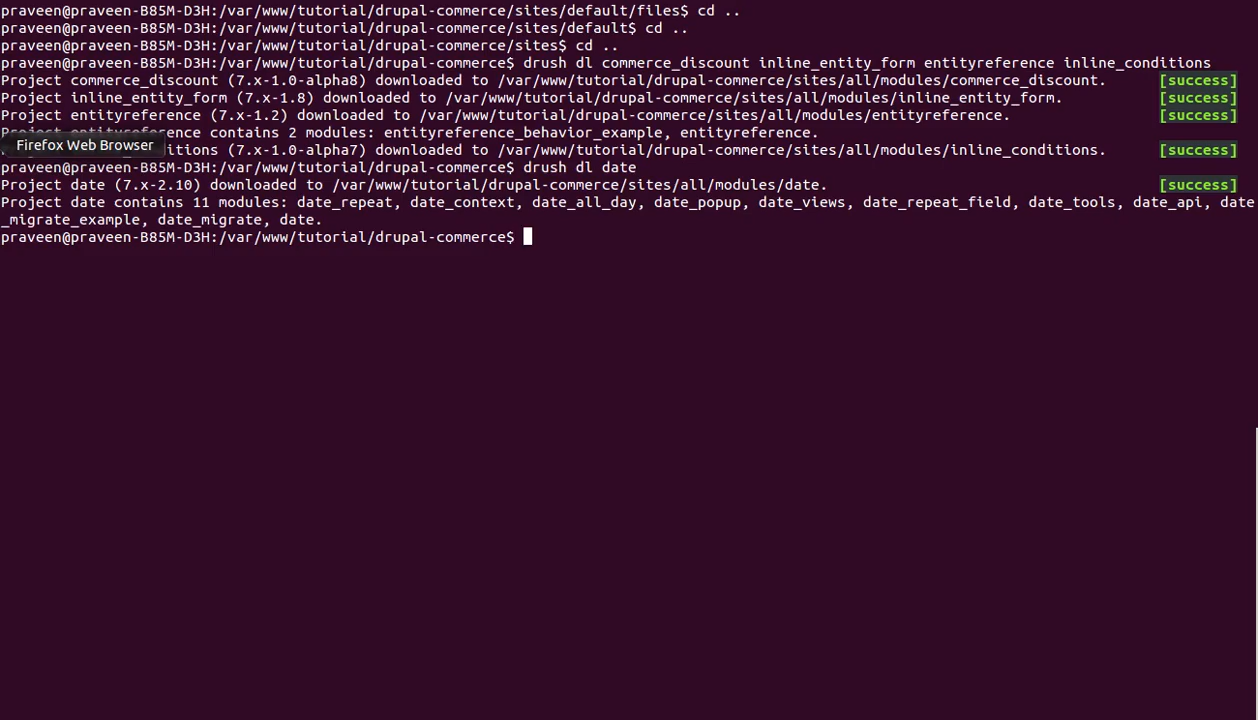 praveen@praveen-B85M-D3H:/var/www/tutorial/drupal-commerce/sites/default/files$ cd ..
praveen@praveen-B85M-D3H:/var/www/tutorial/drupal-commerce/sites/default$ cd ..
praveen@praveen-B85M-D3H:/var/www/tutorial/drupal-commerce/sites$ cd ..
praveen@praveen-B85M-D3H:/var/www/tutorial/drupal-commerce$ drush dl commerce_discount inline_entity_form entityreference inline_conditions
Project commerce_discount (7.x-1.0-alpha8) downloaded to /var/www/tutorial/drupal-commerce/sites/all/modules/commerce_discount. [success]
Project inline_entity_form (7.x-1.8) downloaded to /var/www/tutorial/drupal-commerce/sites/all/modules/inline_entity_form. [success]
Project entityreference (7.x-1.2) downloaded to /var/www/tutorial/drupal-commerce/sites/all/modules/entityreference. [success]
Project entityreference contains 2 modules: entityreference_behavior_example, entityreference.
Firefox Web Browser
ditions (7.x-1.0-alpha7) downloaded to /var/www/tutorial/drupal-commerce/sites/all/modules/inline_conditions. [success]
praveen@praveen-B85M-D3H:/var/www/tutorial/drupal-commerce$ drush dl date
Project date (7.x-2.10) downloaded to /var/www/tutorial/drupal-commerce/sites/all/modules/date. [success]
Project date contains 11 modules: date_repeat, date_context, date_all_day, date_popup, date_views, date_repeat_field, date_tools, date_api, date
_migrate_example, date_migrate, date.
praveen@praveen-B85M-D3H:/var/www/tutorial/drupal-commerce$